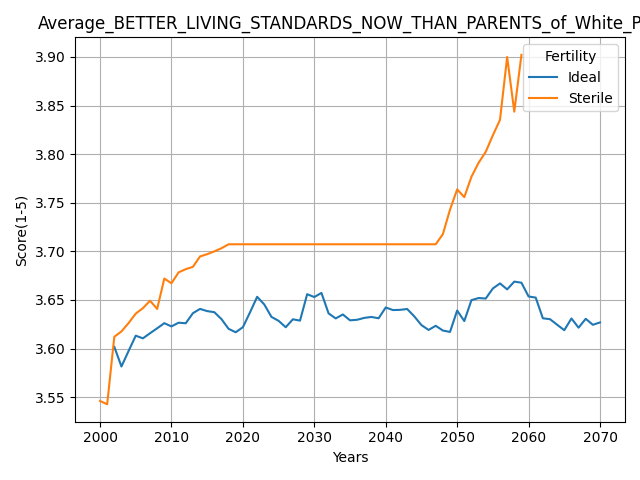 Average_BETTER_LIVING_STANDARDS_NOW_THAN_PARENTS_of_White_P
Fertility
Ideal
Sterile
Score(1-5)
3.90
3.85
3.80
3.75
3.70
3.65
3.60
3.55
2000 2010 2020 2030 2040 2050 2060 2070
Years